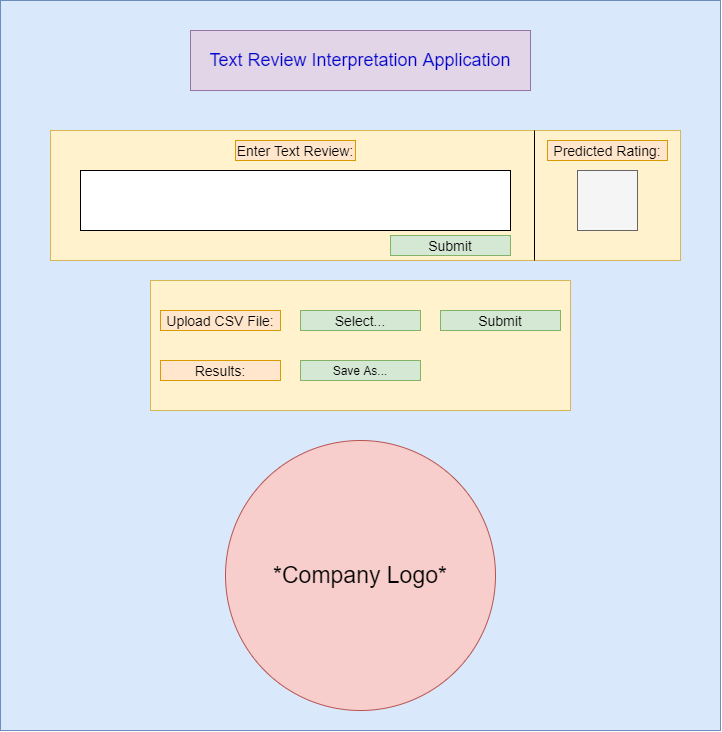 Text Review Interpretation Application
Enter Text Review:
Predicted Rating:
Submit
Upload CSV File:
Select...
Submit
Results:
Save As...
*Company Logo*